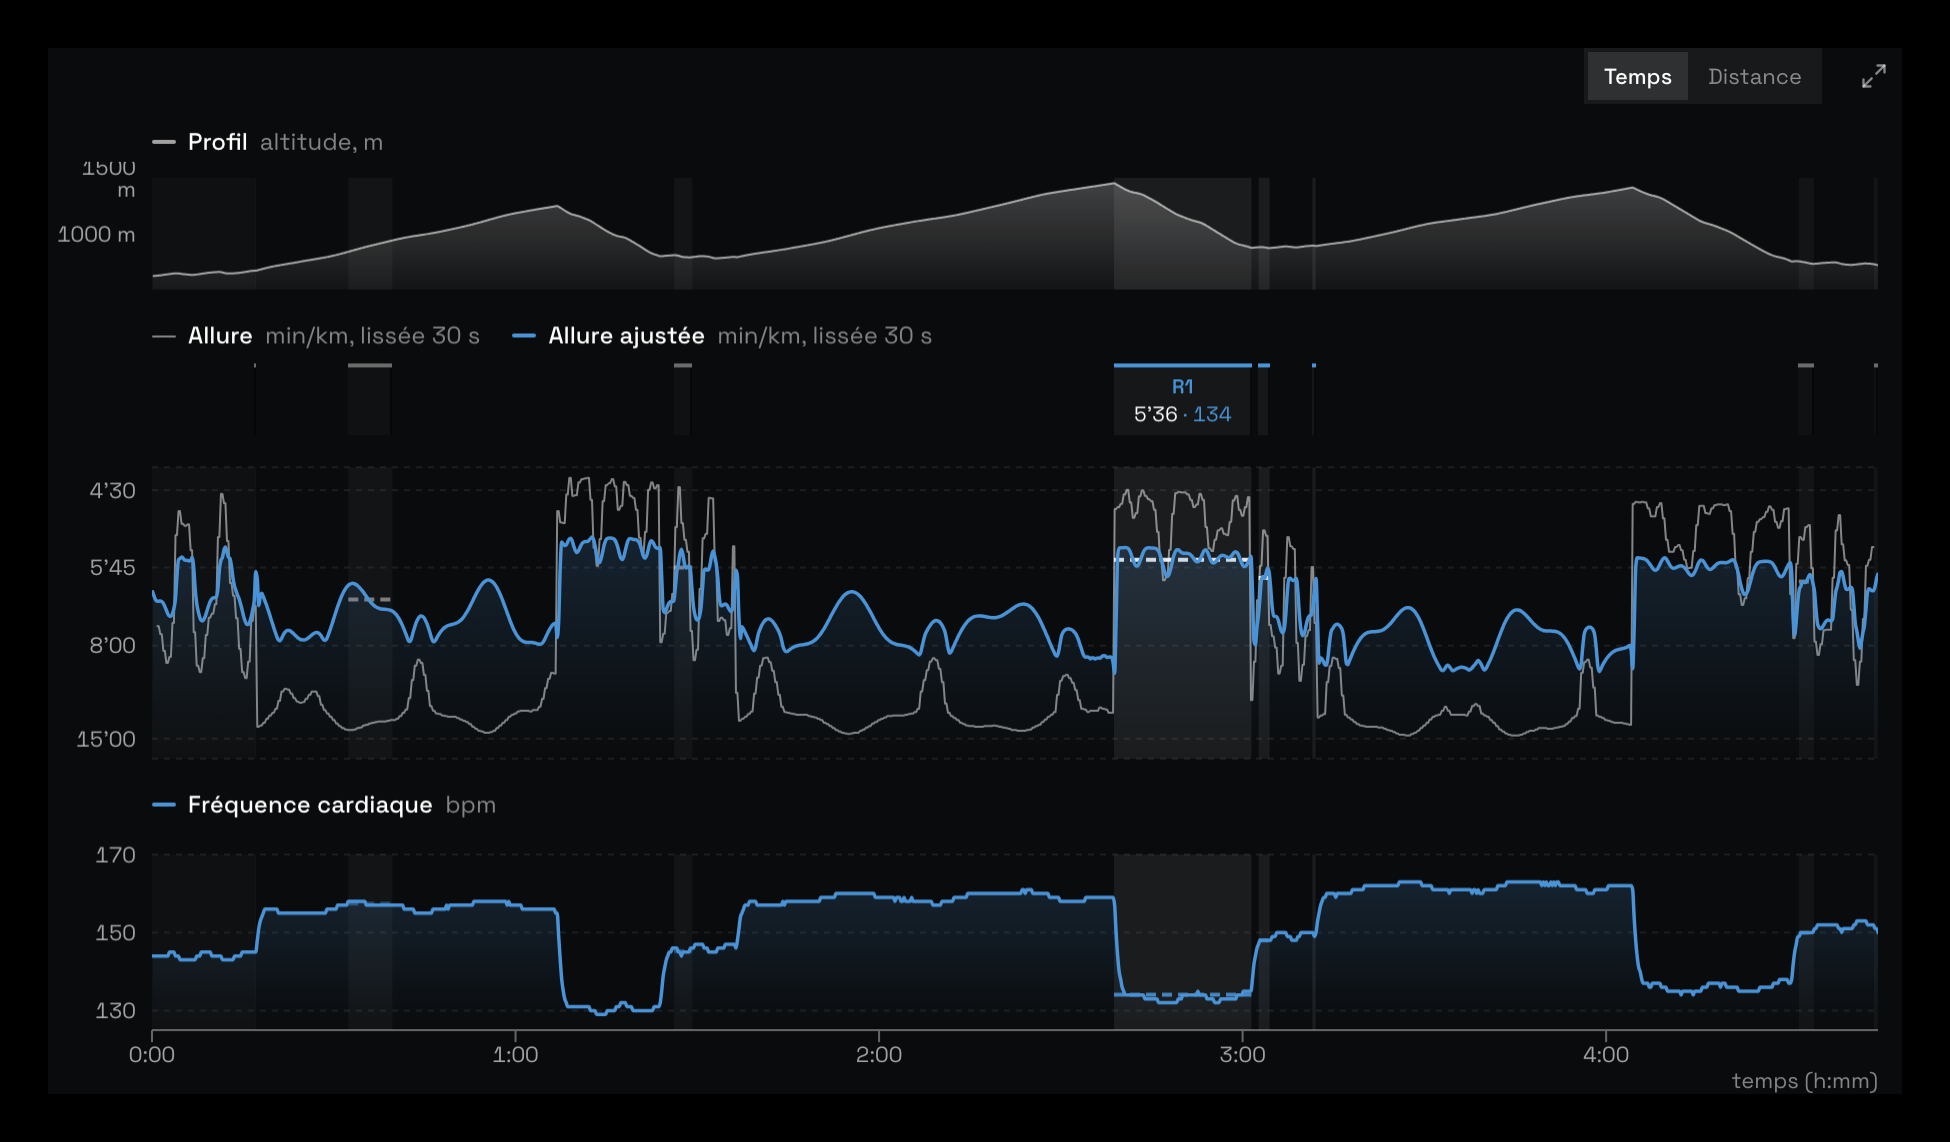 Temps Distance
Profil altitude, m
1500
m
1000 m
Allure min/km, lissée 30 s Allure ajustée min/km, lissée 30 s
R1
5'36 · 134
4'30
5'45
8'00
15'00
Fréquence cardiaque bpm
170
150
130
0:00 1:00 2:00 3:00 4:00
temps (h:mm)